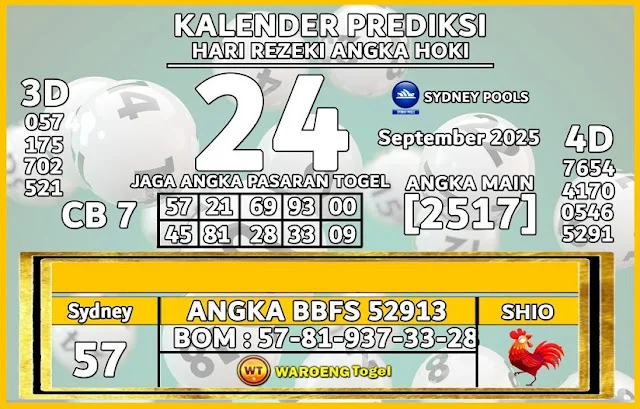 KALENDER PREDIKSI
HARI REZEKI ANGKA HOKI
3D
057
175
702
521
CB 7
24
SYDNEY POOLS
September 2025
JAGA ANGKA PASARAN TOGEL
57 21 69 93 00
45 81 28 33 09
ANGKA MAIN
[2517]
4D
7654
4170
0546
5291
Sydney
57
ANGKA BBFS 52913
BOM : 57-81-937-33-28
WT WAROENG Togel
SHIO